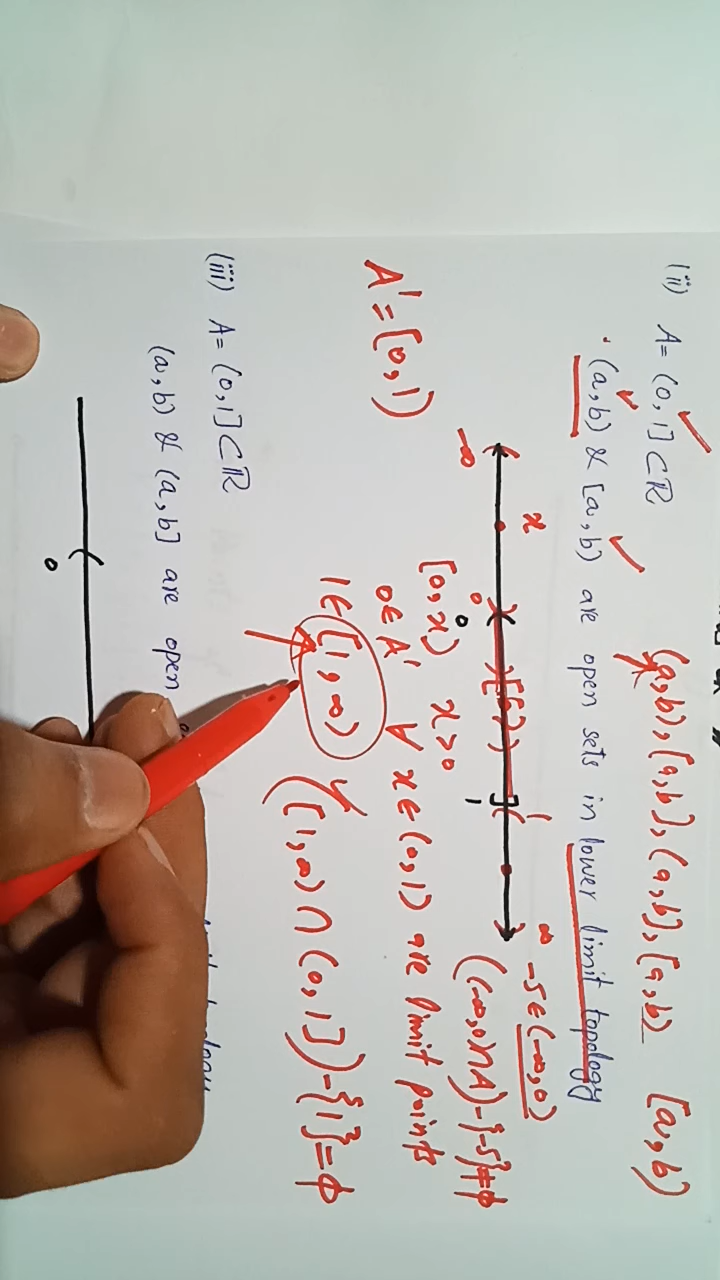 (a,b), [a,b], (a,b], [a,b) [a,b)
(ii) A = (0,1] ⊂ ℝ
(a,b) & [a,b) are open sets in lower limit topology
x ∞ -5 ∈ (-∞,0)
-∞ 0 1 ((-∞,0)∩A)-{-5}≠ϕ
[0,x) x>0
A' = [0,1) 0∈A' ∀ x∈(0,1) are limit points
1∈[1,∞) ([1,∞)∩(0,1])-{1}=ϕ
(iii) A = (0,1] ⊂ ℝ
(a,b) & (a,b] are open
0